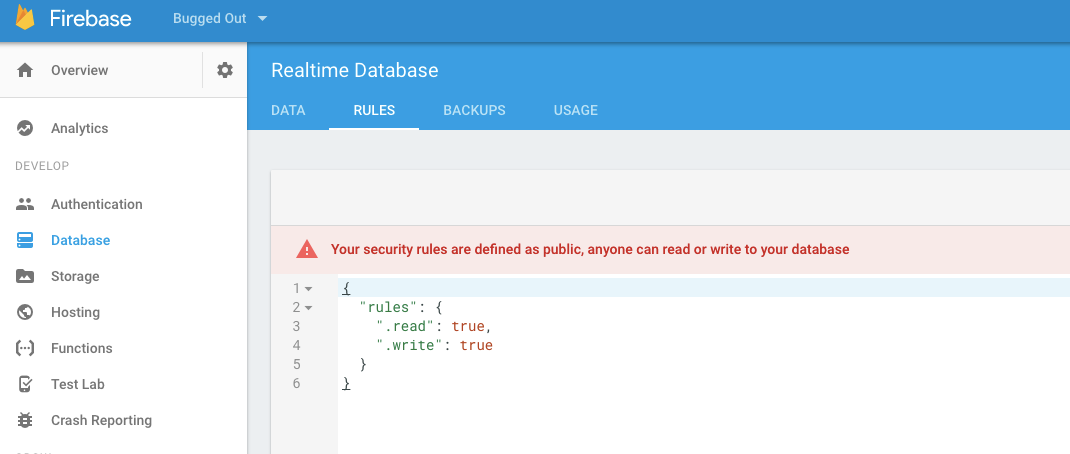 Firebase
Bugged Out
Overview
Realtime Database
DATA RULES BACKUPS USAGE
Analytics
DEVELOP
Authentication
Database
Storage
Hosting
Functions
Test Lab
Crash Reporting
Your security rules are defined as public, anyone can read or write to your database
1 {
2 "rules": {
3 ".read": true,
4 ".write": true
5 }
6 }